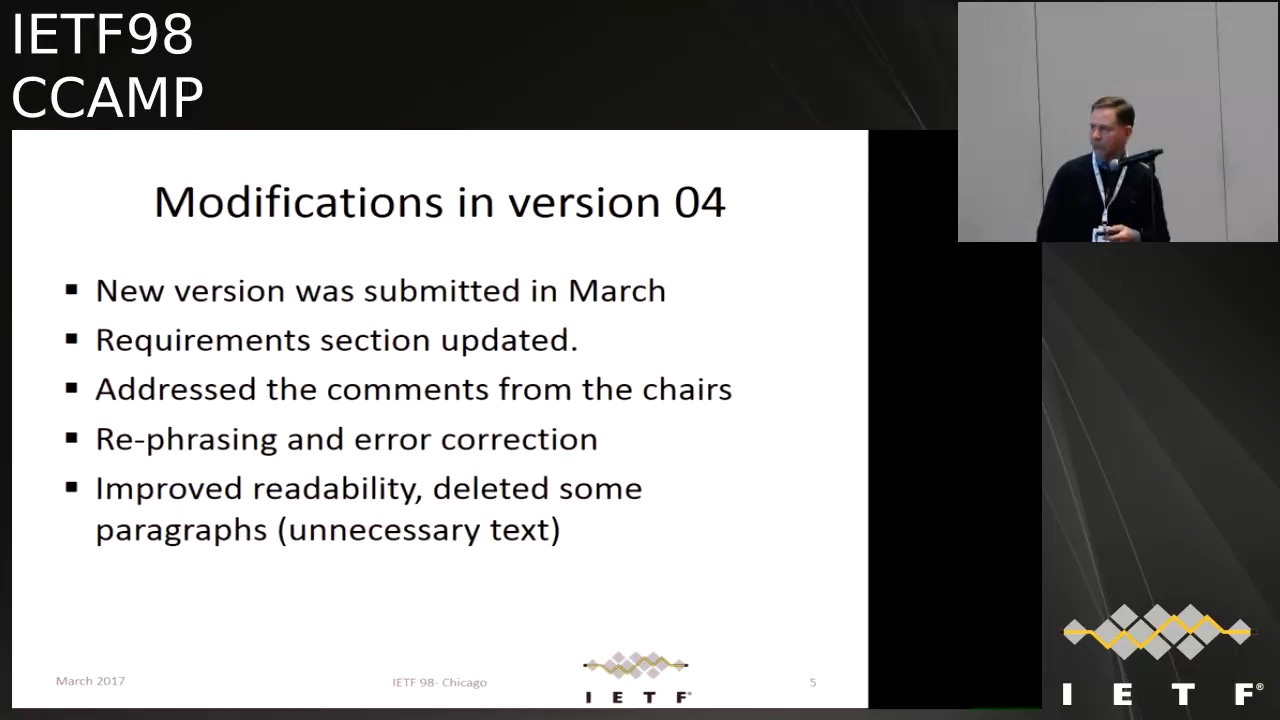 IETF98
CCAMP
Modifications in version 04
▪ New version was submitted in March
▪ Requirements section updated.
▪ Addressed the comments from the chairs
▪ Re-phrasing and error correction
▪ Improved readability, deleted some
paragraphs (unnecessary text)
March 2017
IETF 98- Chicago
I E T F®
5
I E T F®